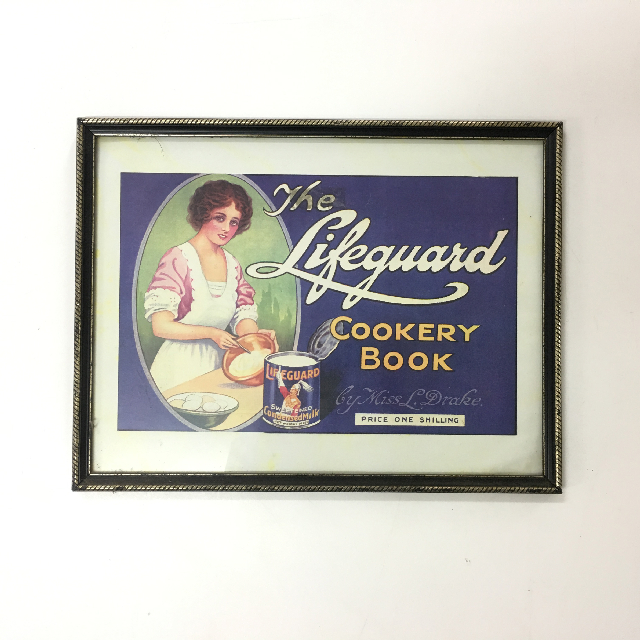 The
Lifeguard
COOKERY
BOOK
by Miss L. Drake.
PRICE ONE SHILLING
LIFEGUARD
SWEETENED
Condensed Milk